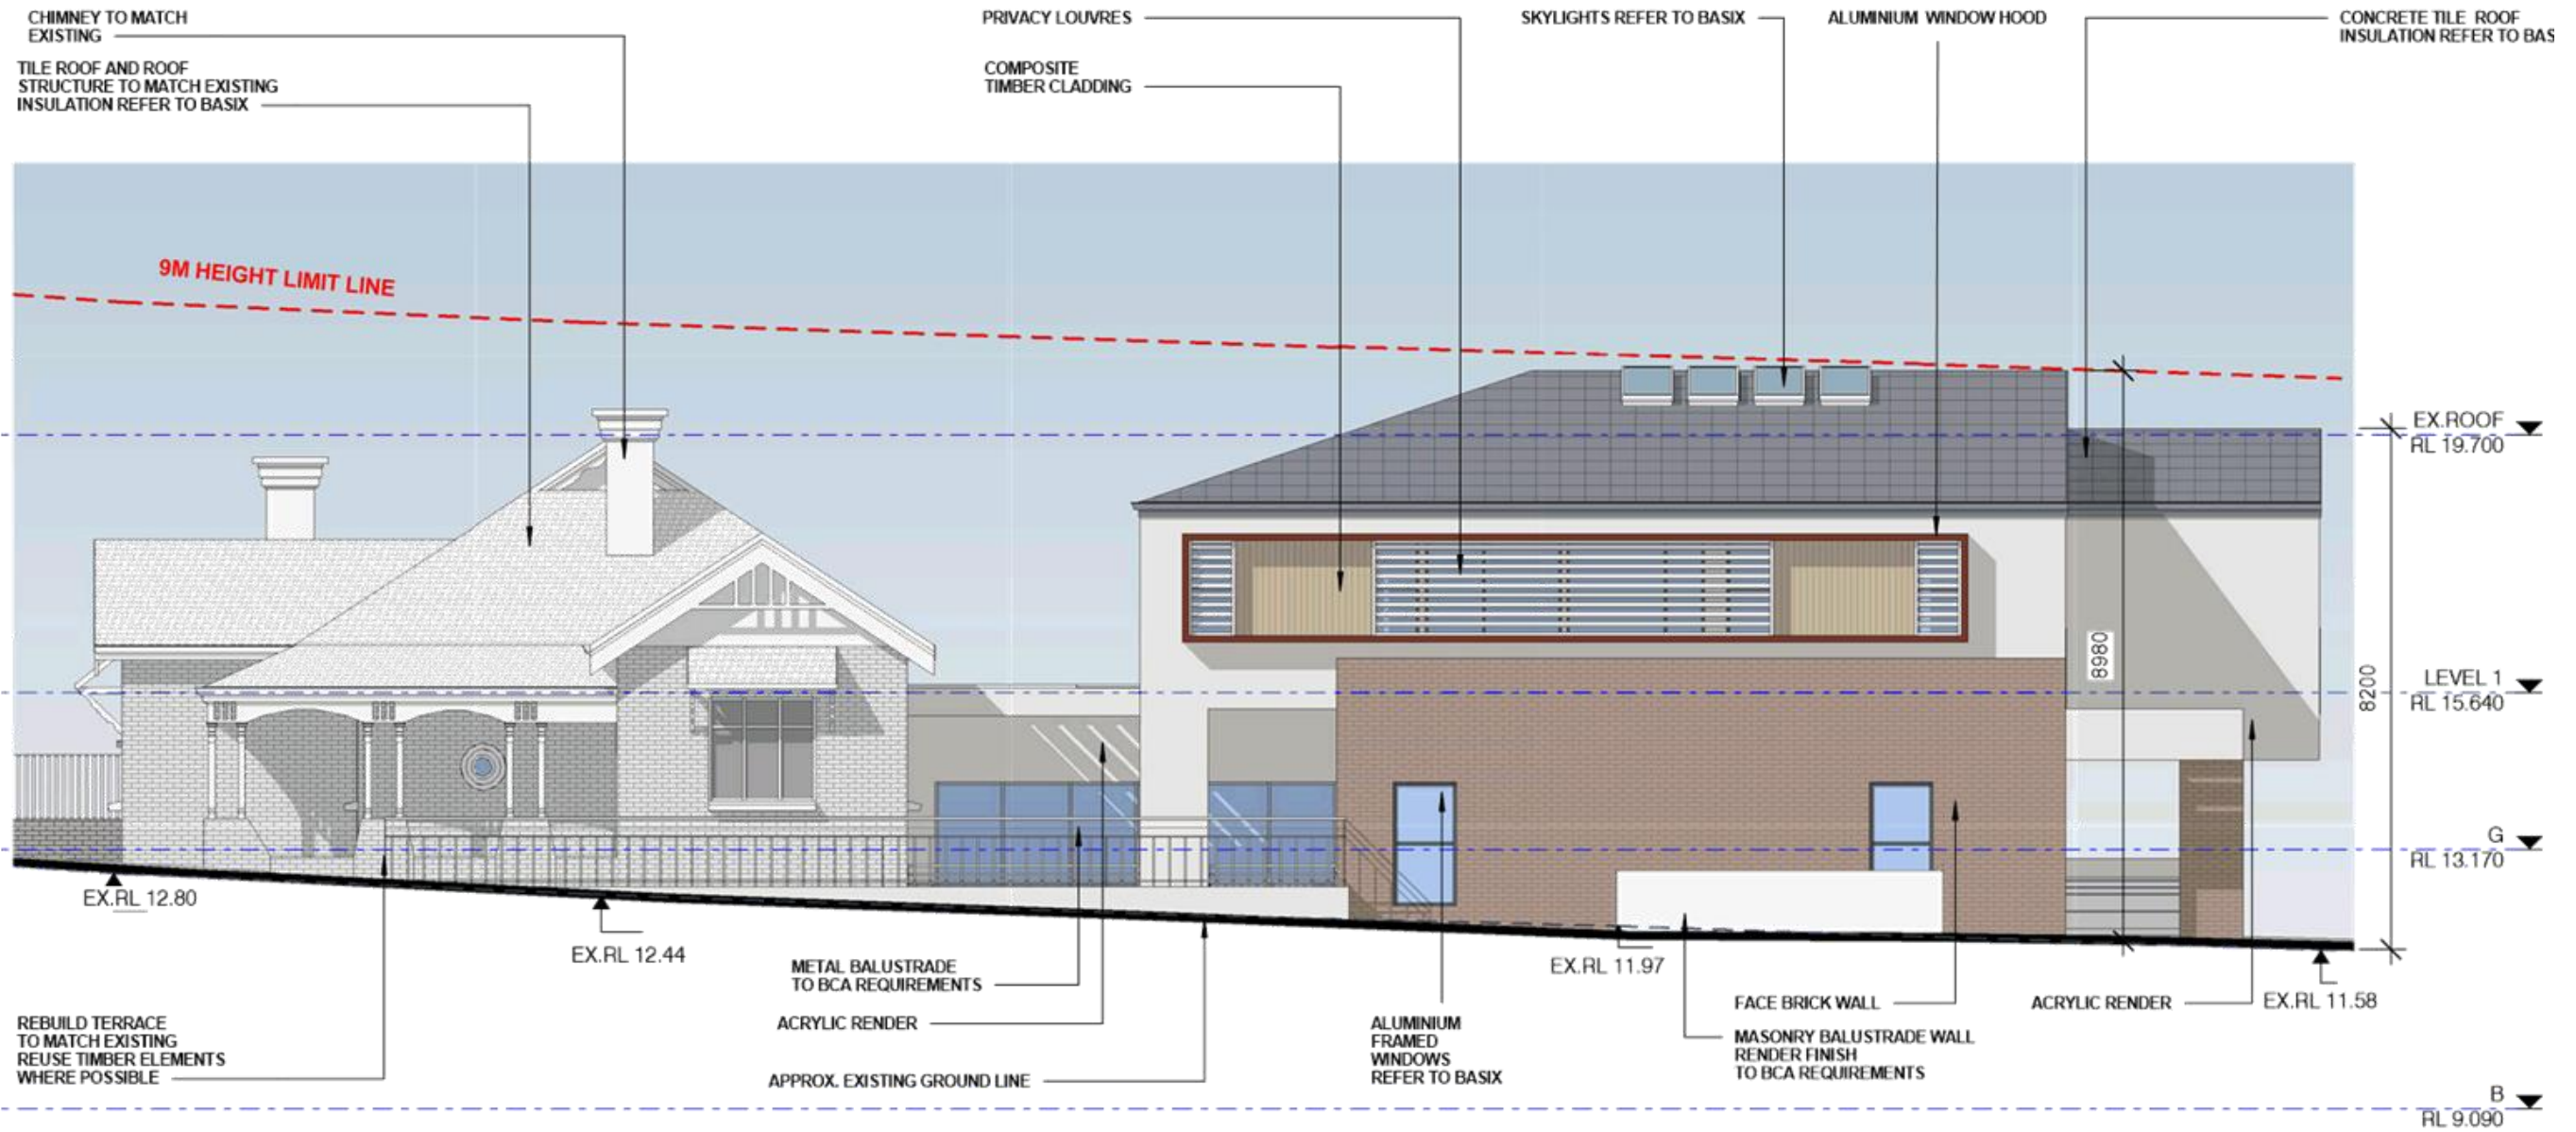 CHIMNEY TO MATCH
EXISTING
TILE ROOF AND ROOF
STRUCTURE TO MATCH EXISTING
INSULATION REFER TO BASIX
PRIVACY LOUVRES
COMPOSITE
TIMBER CLADDING
SKYLIGHTS REFER TO BASIX
ALUMINIUM WINDOW HOOD
CONCRETE TILE ROOF
INSULATION REFER TO BAS
9M HEIGHT LIMIT LINE
EX.ROOF
RL 19.700
8980
8200
LEVEL 1
RL 15.640
G
RL 13.170
EX.RL 12.80
EX.RL 12.44
EX.RL 11.97
EX.RL 11.58
METAL BALUSTRADE
TO BCA REQUIREMENTS
ACRYLIC RENDER
APPROX. EXISTING GROUND LINE
REBUILD TERRACE
TO MATCH EXISTING
REUSE TIMBER ELEMENTS
WHERE POSSIBLE
ALUMINIUM
FRAMED
WINDOWS
REFER TO BASIX
FACE BRICK WALL
MASONRY BALUSTRADE WALL
RENDER FINISH
TO BCA REQUIREMENTS
ACRYLIC RENDER
B
RL 9.090